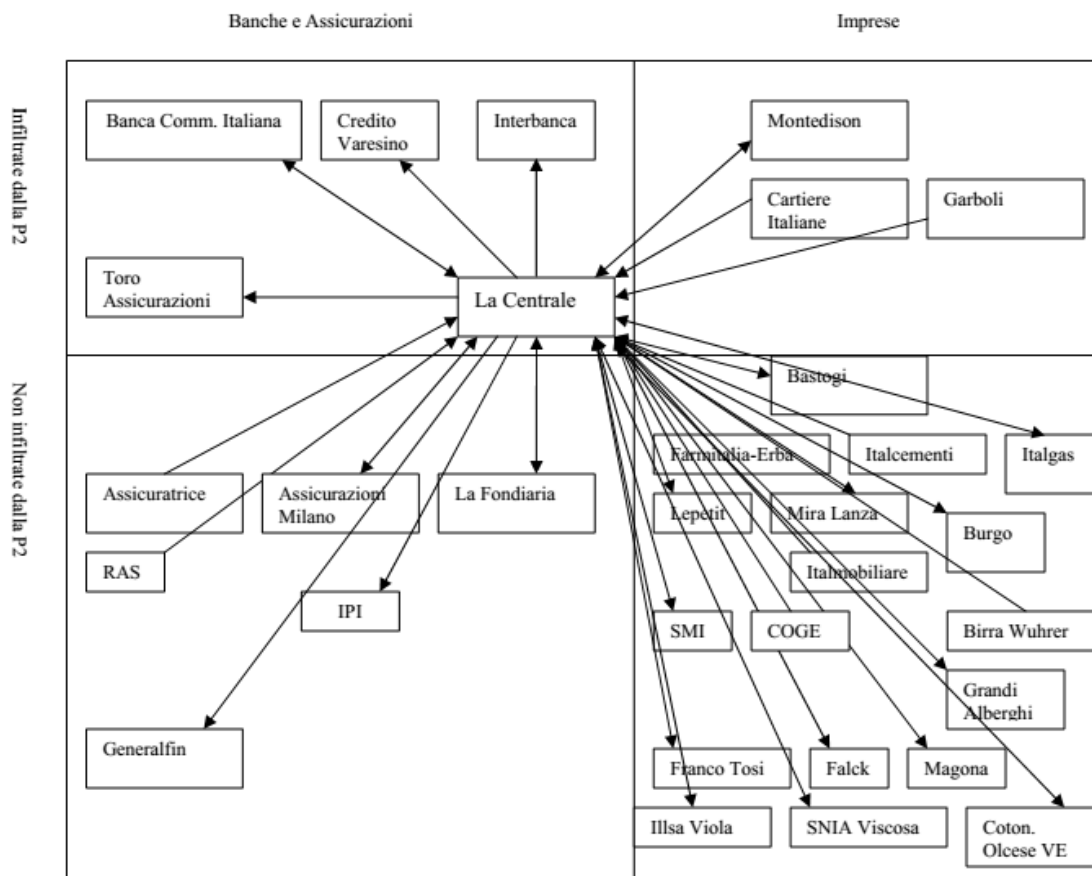 Banche e Assicurazioni
Imprese
Infiltrate dalla P2
Banca Comm. Italiana
Credito
Varesino
Interbanca
Montedison
Cartiere
Italiane
Garboli
Toro
Assicurazioni
La Centrale
Non infiltrate dalla P2
Bastogi
Farmitalia-Erba
Italcementi
Italgas
Assicuratrice
Assicurazioni
Milano
La Fondiaria
Lepetit
Mira Lanza
Burgo
RAS
Italmobiliare
IPI
SMI
COGE
Birra Wuhrer
Grandi
Alberghi
Generalfin
Franco Tosi
Falck
Magona
Illsa Viola
SNIA Viscosa
Coton.
Olcese VE